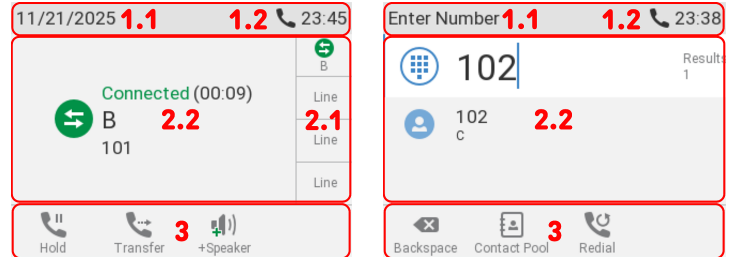 11/21/2025 1.1 1.2 23:45
Connected (00:09)
B
101
2.2
B
Line
2.1
Line
Line
Hold Transfer 3 +Speaker
Enter Number 1.1 1.2 23:38
102
Results
1
102
C
2.2
Backspace Contact Pool 3 Redial